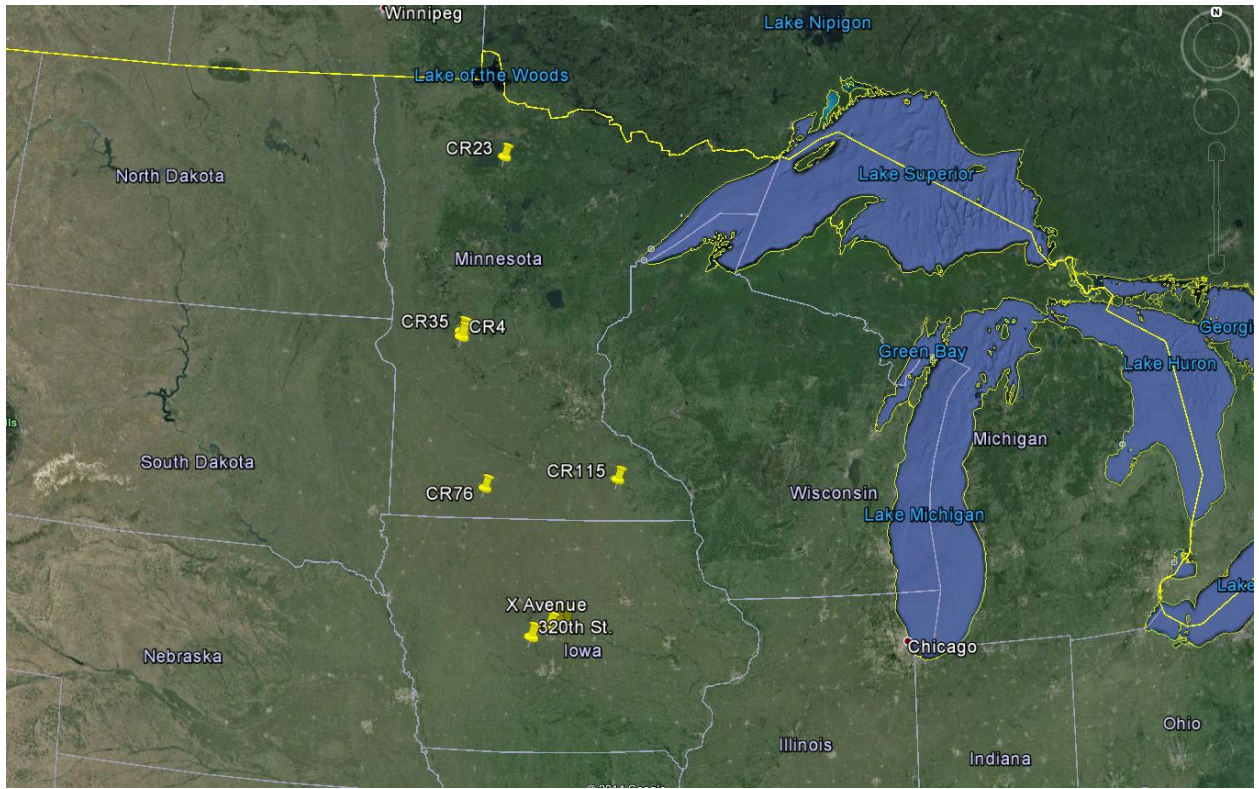 Winnipeg
Lake Nipigon
N
Lake of the Woods
CR23
North Dakota
Lake Superior
Minnesota
CR35
CR4
Green Bay
Lake Huron
Michigan
South Dakota
CR76
CR115
Wisconsin
Lake Michigan
Lake
X Avenue
320th St.
Iowa
Nebraska
Chicago
Illinois
Indiana
Ohio